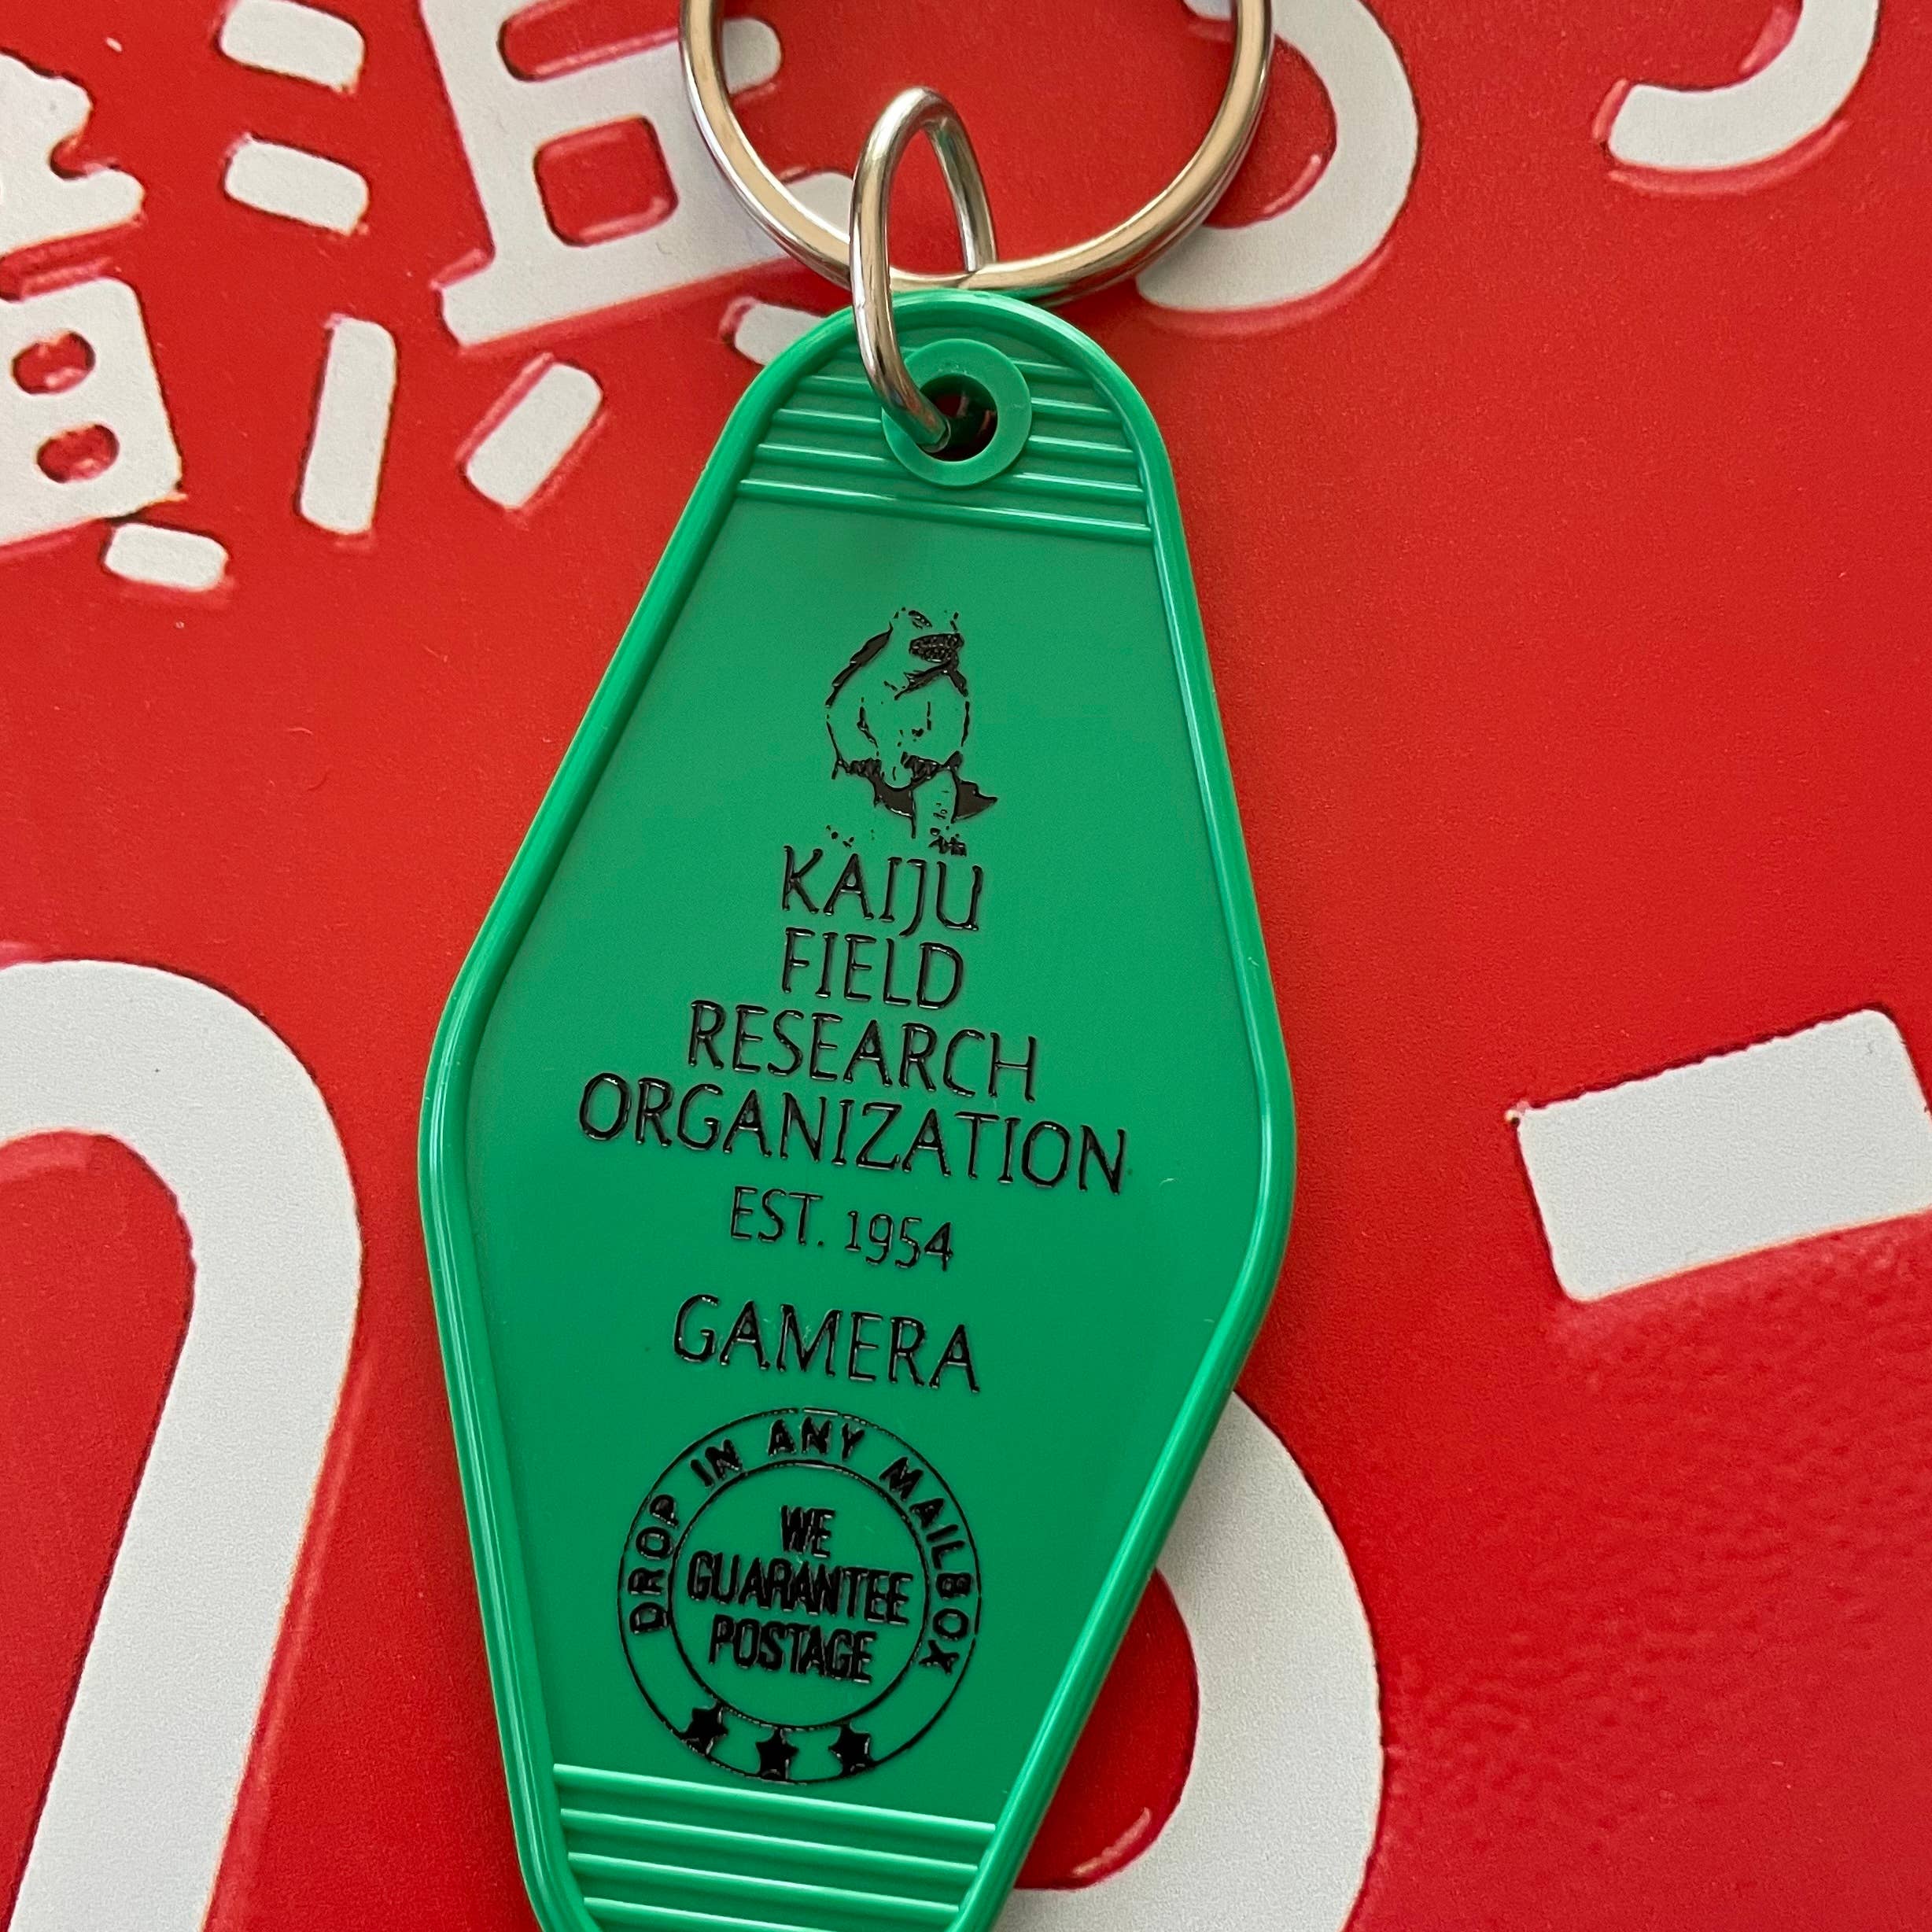 KAIJU
FIELD
RESEARCH
ORGANIZATION
EST. 1954
GAMERA
DROP IN ANY MAILBOX
WE
GUARANTEE
POSTAGE